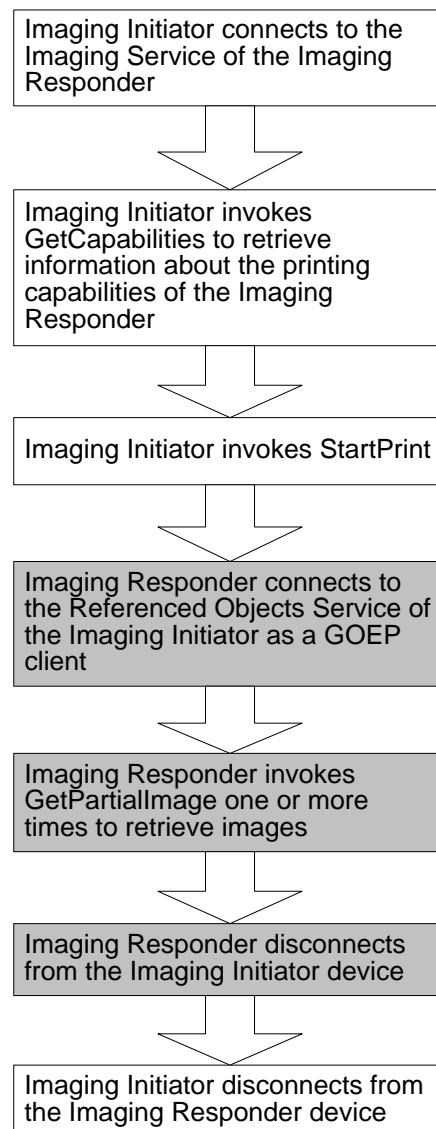 Imaging Initiator connects to the
Imaging Service of the Imaging
Responder
Imaging Initiator invokes
GetCapabilities to retrieve
information about the printing
capabilities of the Imaging
Responder
Imaging Initiator invokes StartPrint
Imaging Responder connects to
the Referenced Objects Service of
the Imaging Initiator as a GOEP
client
Imaging Responder invokes
GetPartialImage one or more
times to retrieve images
Imaging Responder disconnects
from the Imaging Initiator device
Imaging Initiator disconnects from
the Imaging Responder device